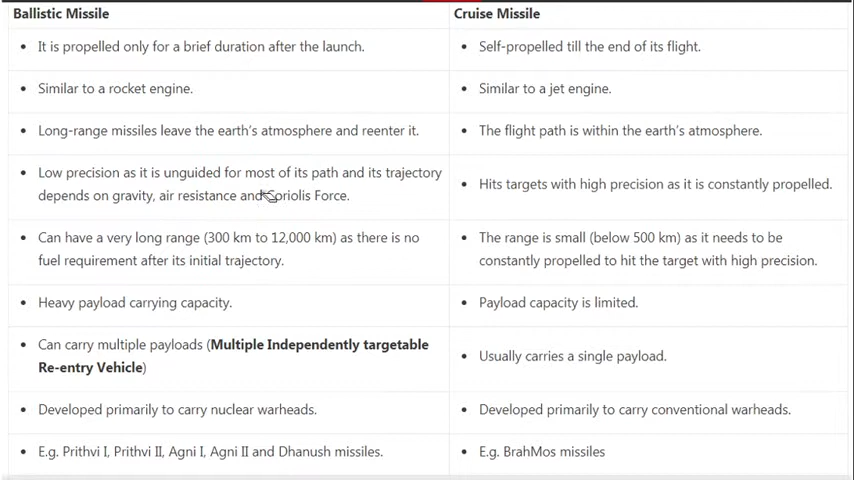 Ballistic Missile
Cruise Missile
• It is propelled only for a brief duration after the launch.
• Self-propelled till the end of its flight.
• Similar to a rocket engine.
• Similar to a jet engine.
• Long-range missiles leave the earth's atmosphere and reenter it.
• The flight path is within the earth's atmosphere.
• Low precision as it is unguided for most of its path and its trajectory
depends on gravity, air resistance and Coriolis Force.
• Hits targets with high precision as it is constantly propelled.
• Can have a very long range (300 km to 12,000 km) as there is no
fuel requirement after its initial trajectory.
• The range is small (below 500 km) as it needs to be
constantly propelled to hit the target with high precision.
• Heavy payload carrying capacity.
• Payload capacity is limited.
• Can carry multiple payloads (Multiple Independently targetable
Re-entry Vehicle)
• Usually carries a single payload.
• Developed primarily to carry nuclear warheads.
• Developed primarily to carry conventional warheads.
• E.g. Prithvi I, Prithvi II, Agni I, Agni II and Dhanush missiles.
• E.g. BrahMos missiles